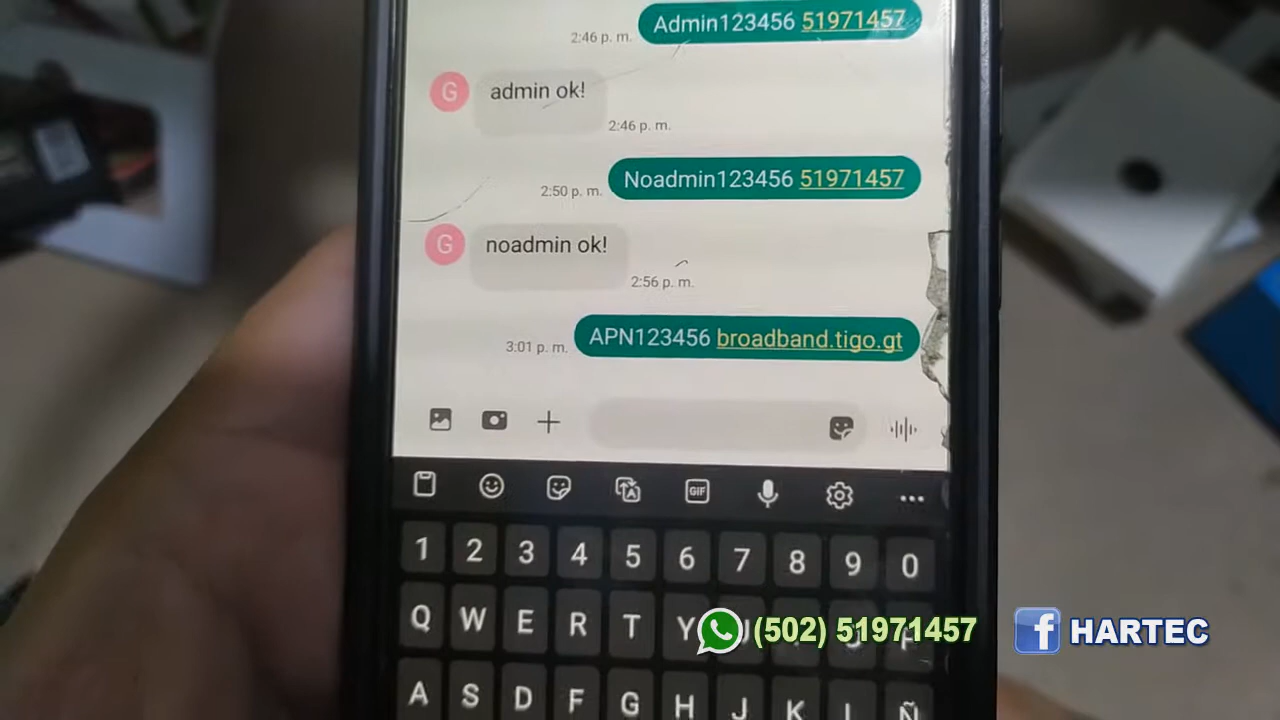 Admin123456 51971457
2:46 p. m.
G
admin ok!
2:46 p. m.
Noadmin123456 51971457
2:50 p. m.
G
noadmin ok!
2:56 p. m.
APN123456 broadband.tigo.gt
3:01 p. m.
GIF
1 2 3 4 5 6 7 8 9 0
Q W E R T Y
(502) 51971457
HARTEC
A S D F G H J K L Ñ